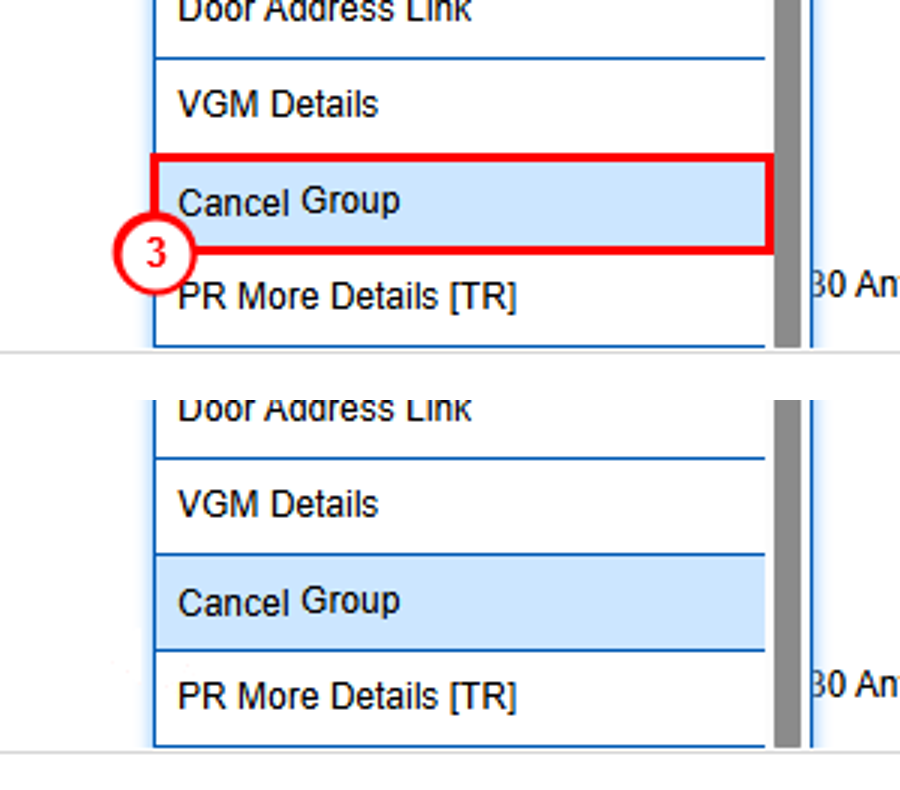 Door Address Link
VGM Details
Cancel Group
3
PR More Details [TR]
Door Address Link
VGM Details
Cancel Group
PR More Details [TR]